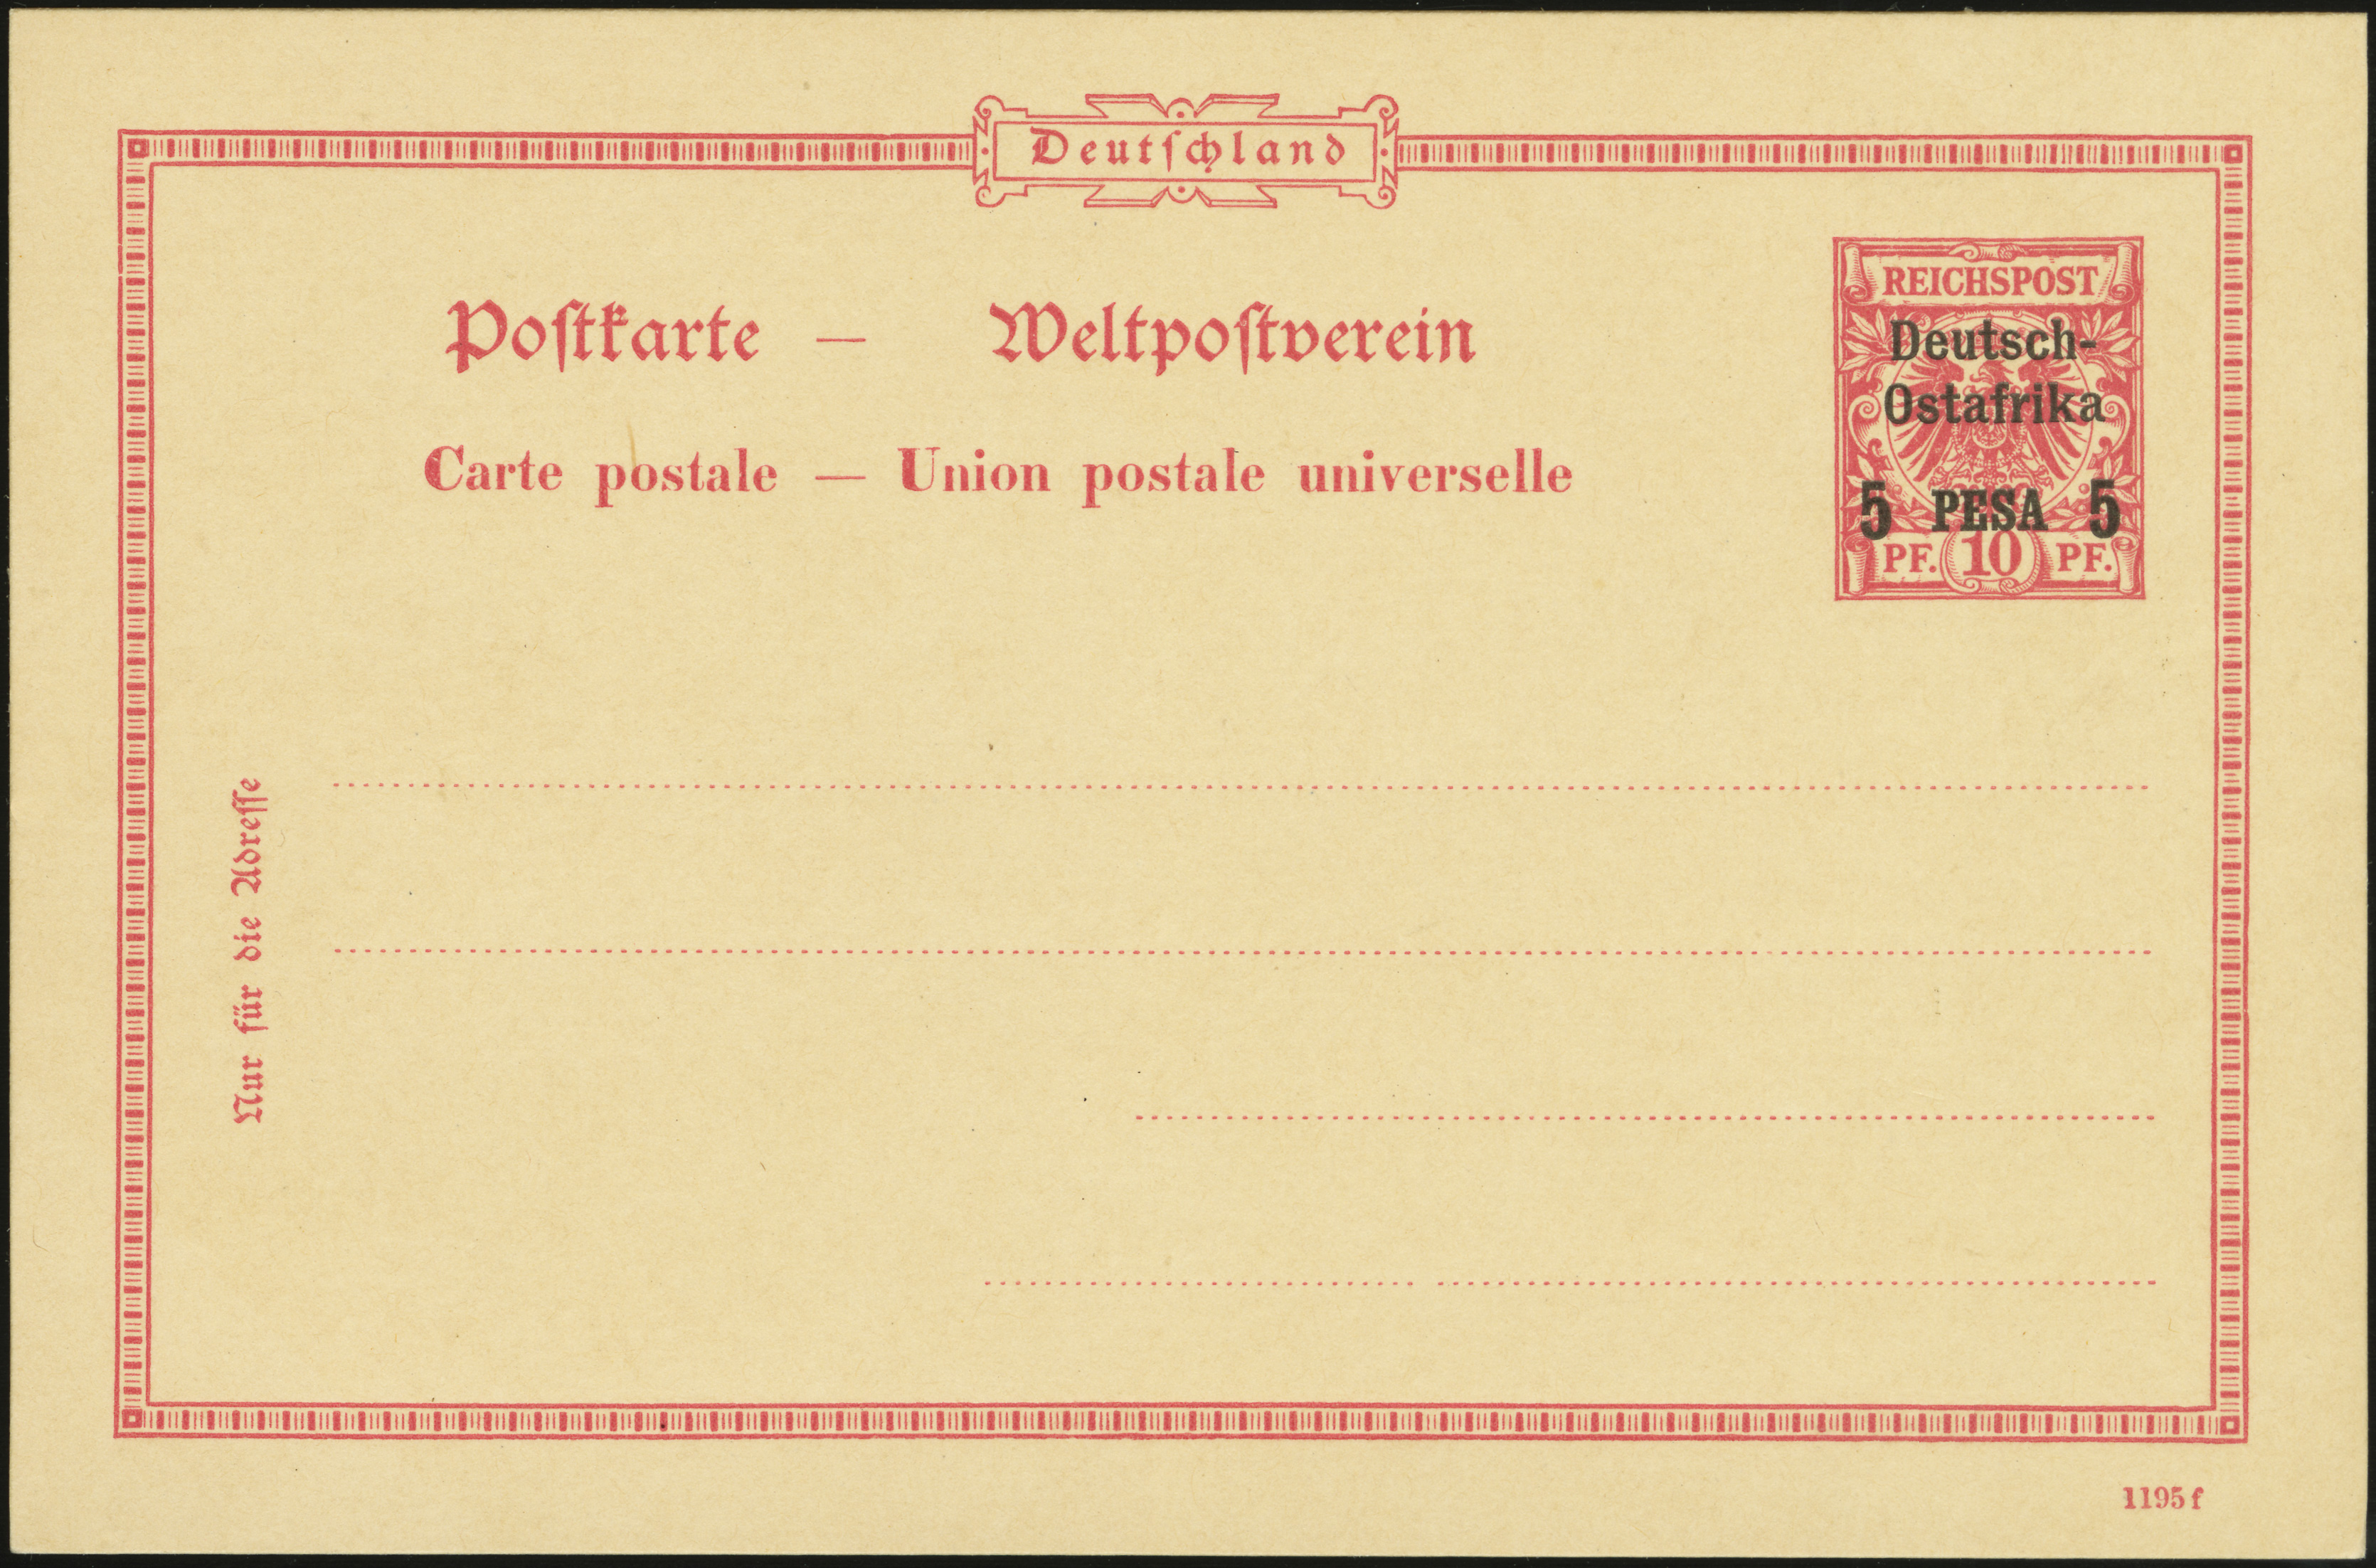 Deutſchland
REICHSPOST
Deutsch-
Ostafrika
5 PESA 5
PF. 10 PF.
Poſtkarte — Weltpoſtverein
Carte postale — Union postale universelle
Nur für die Adreſſe
1195 f